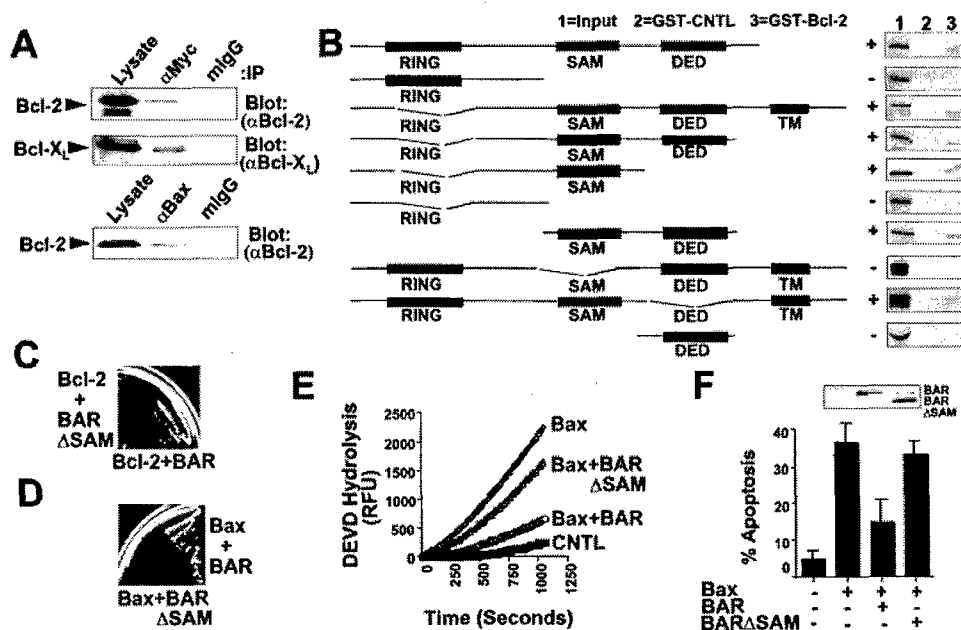 A
Lysate
αMyc
mIgG
:IP
Bcl-2
Blot:
(αBcl-2)
Bcl-XL
Blot:
(αBcl-XL)
Lysate
αBax
mIgG
Bcl-2
Blot:
(αBcl-2)
B
1=Input 2=GST-CNTL 3=GST-Bcl-2
1 2 3
RING SAM DED
+
RING
-
RING SAM DED TM
+
RING SAM DED
+
RING SAM
+
RING
-
SAM DED
+
RING SAM DED TM
-
RING SAM DED TM
+
DED
-
C
Bcl-2
+
BAR
ΔSAM
Bcl-2+BAR
D
Bax
+
BAR
Bax+BAR
ΔSAM
E
DEVD Hydrolysis
(RFU)
2500
2000
1500
1000
500
0
Bax
Bax+BAR
ΔSAM
Bax+BAR
CNTL
0 250 500 750 1000 1250
Time (Seconds)
F
BAR
BAR
ΔSAM
% Apoptosis
40
30
20
10
0
Bax - + + +
BAR - - + -
BARΔSAM - - - +